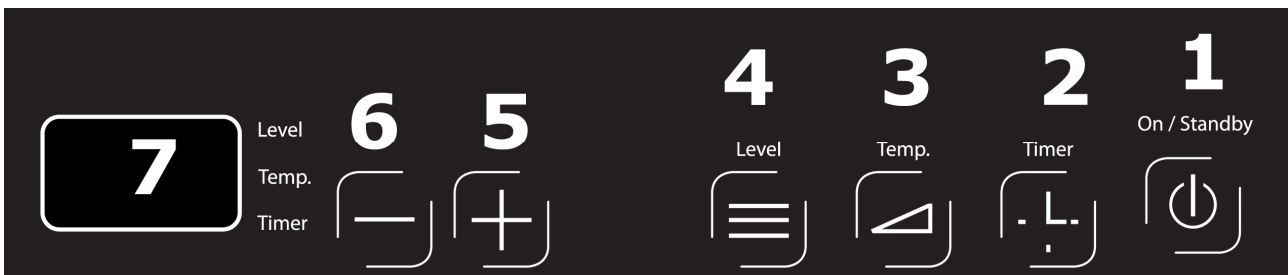 7
Level
Temp.
Timer
6
5
4
Level
3
Temp.
2
Timer
1
On / Standby